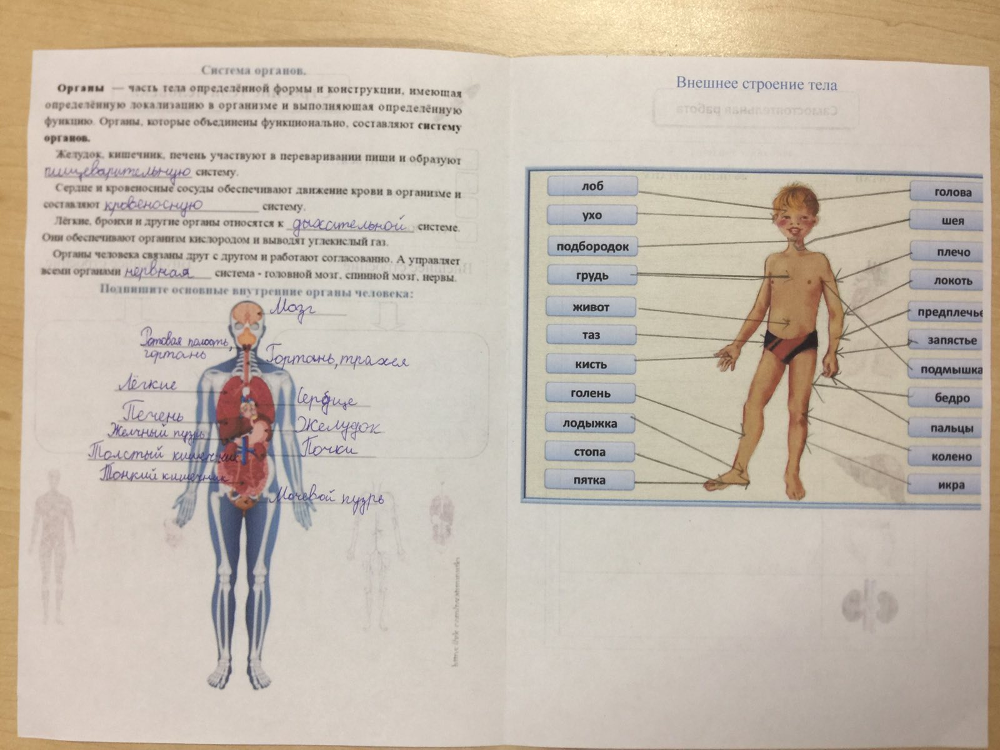 Система органов.
Органы — часть тела определённой формы и конструкции, имеющая
определённую локализацию в организме и выполняющая определённую
функцию. Органы, которые объединены функционально, составляют систему
органов.
Желудок, кишечник, печень участвуют в переваривании пищи и образуют
пищеварительную систему.
Сердце и кровеносные сосуды обеспечивают движение крови в организме и
составляют кровеносную систему.
Лёгкие, бронхи и другие органы относятся к дыхательной системе.
Они обеспечивают организм кислородом и выводят углекислый газ.
Органы человека связаны друг с другом и работают согласованно. А управляет
всеми органами нервная система - головной мозг, спинной мозг, нервы.
Подпишите основные внутренние органы человека:
Мозг
Ротовая полость,
гортань
Гортань, трахея
Лёгкие
Сердце
Печень
Желчный пузрь
Желудок
Толстый кишечник
Почки
Тонкий кишечник
Мочевой пузрь
Внешнее строение тела
Самостоятельная работа
лоб
ухо
подбородок
грудь
живот
таз
кисть
голень
лодыжка
стопа
пятка
голова
шея
плечо
локоть
предплечье
запястье
подмышка
бедро
пальцы
колено
икра